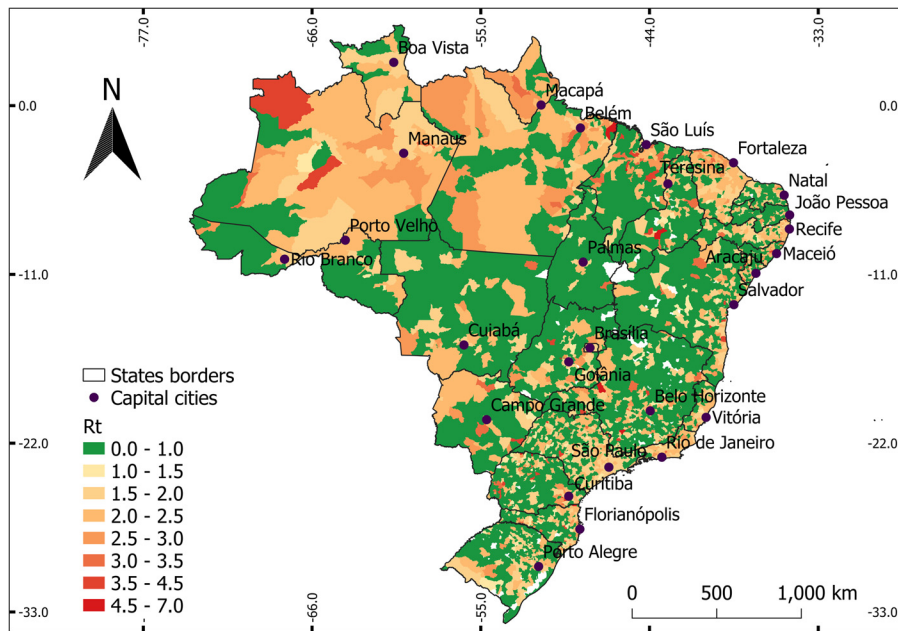 -77.0
-66.0
-55.0
-44.0
-33.0
N
0.0
-11.0
-22.0
-33.0
Boa Vista
Macapá
Belém
São Luís
Manaus
Fortaleza
Teresina
Natal
João Pessoa
Porto Velho
Recife
Rio Branco
Palmas
Aracaju
Maceió
Salvador
Cuiabá
Brasília
Goiânia
Campo Grande
Belo Horizonte
Vitória
São Paulo
Rio de Janeiro
Curitiba
Florianópolis
Porto Alegre
States borders
Capital cities
Rt
0.0 - 1.0
1.0 - 1.5
1.5 - 2.0
2.0 - 2.5
2.5 - 3.0
3.0 - 3.5
3.5 - 4.5
4.5 - 7.0
0
500
1,000 km
0.0
-11.0
-22.0
-33.0
-66.0
-55.0
-44.0
-33.0
-77.0